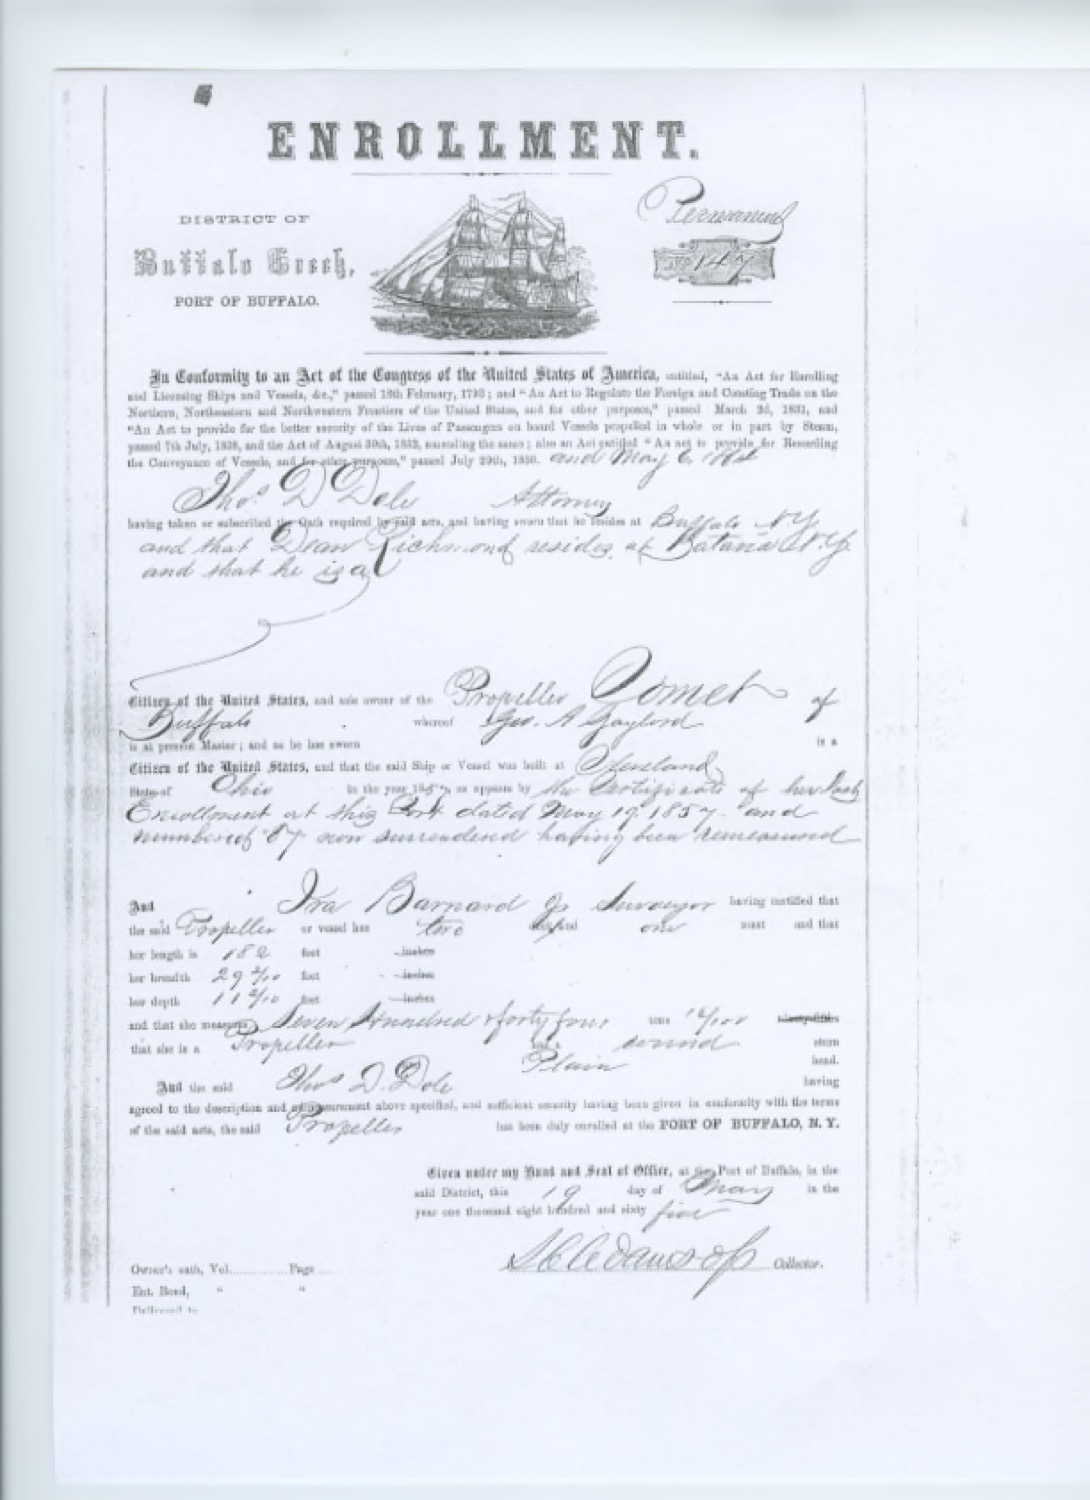 ENROLLMENT.
DISTRICT OF
Buffalo Creek,
PORT OF BUFFALO.
Permanent
No 147
In Conformity to an Act of the Congress of the United States of America, entitled, "An Act for Enrolling
and Licensing Ships and Vessels, &c.," passed 18th February, 1793; and "An Act to Regulate the Foreign and Coasting Trade on the
Northern, Northeastern and Northwestern Frontiers of the United States, and for other purposes," passed March 2d, 1831, and
"An Act to provide for the better security of the Lives of Passengers on board Vessels propelled in whole or in part by Steam,
passed 7th July, 1838, and the Act of August 30th, 1852, amending the same; also an Act entitled "An act to provide for Recording
the Conveyance of Vessels, and for other purposes," passed July 29th, 1850. and May 6 1864
Thos D Dole Attorney
having taken or subscribed the Oath required by said acts, and having sworn that he resides at Buffalo NY
and that Dean Richmond resides at Batavia N.Y.
and that he is a
Citizen of the United States, and sole owner of the Propeller Comet of
Buffalo whereof Geo. A Gaylord
is at present Master; and as he has sworn is a
Citizen of the United States, and that the said Ship or Vessel was built at Cleveland
State of Ohio in the year 1857 as appears by the Certificate of her last
Enrollment at this Port dated May 19 1857 and
numbered 87 now surrendered having been remeasured
And Ira Barnard Jr Surveyor having certified that
the said Propeller or vessel has two deck and one mast and that
her length is 182 feet inches
her breadth 29 2/10 feet inches
her depth 11 2/10 feet inches
and that she measures Seven Hundred & forty four tons 12/100 ninety-fifths
that she is a Propeller has a round stern
Plain head.
And the said Thos D. Dole having
agreed to the description and admeasurement above specified, and sufficient security having been given in conformity with the terms
of the said acts, the said Propeller has been duly enrolled at the PORT OF BUFFALO, N. Y.
Given under my Hand and Seal of Office, at the Port of Buffalo, in the
said District, this 19 day of May in the
year one thousand eight hundred and sixty five
Collector.
Owner's oath, Vol. Page
Ent. Bond, " "
Delivered to